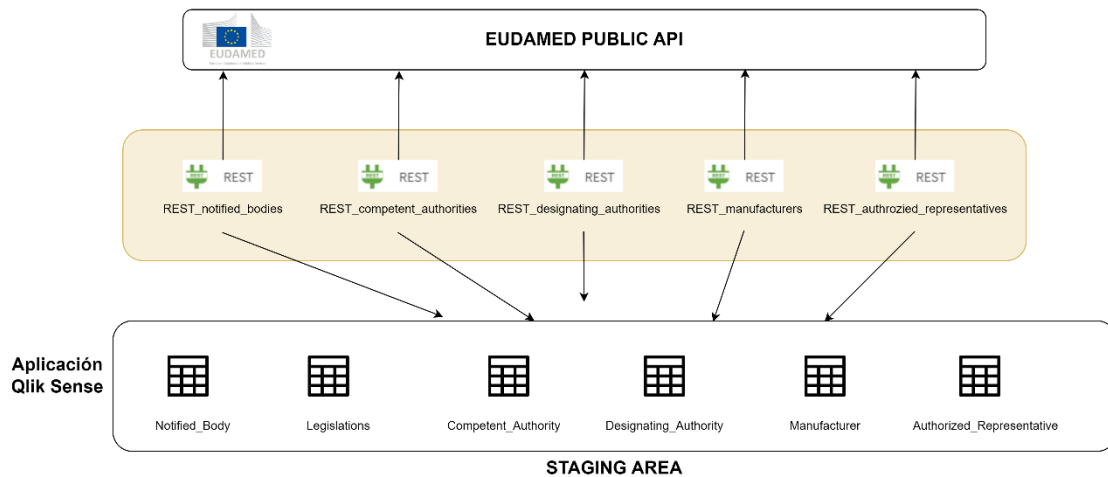 EUDAMED PUBLIC API
EUDAMED
REST
REST
REST
REST
REST
REST_notified_bodies
REST_competent_authorities
REST_designating_authorities
REST_manufacturers
REST_authrozied_representatives
Aplicación
Qlik Sense
Notified_Body
Legislations
Competent_Authority
Designating_Authority
Manufacturer
Authorized_Representative
STAGING AREA